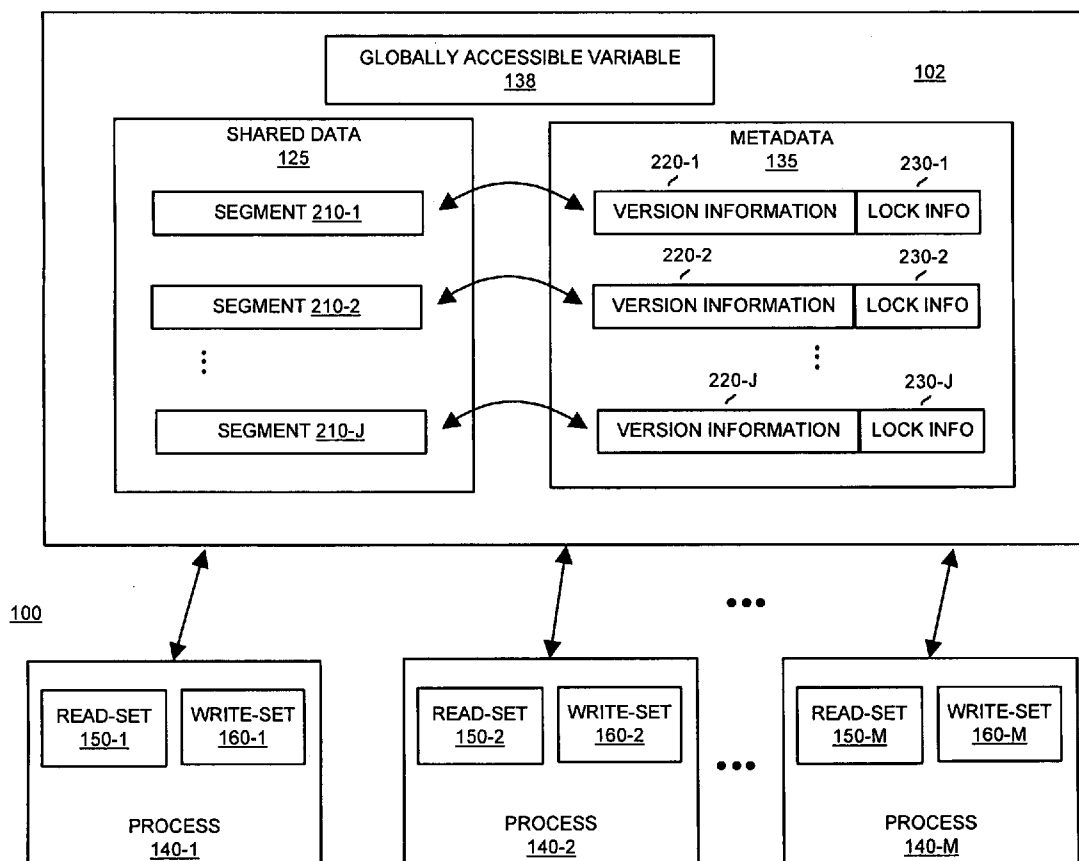 GLOBALLY ACCESSIBLE VARIABLE
138
102
SHARED DATA
125
METADATA
135
220-1
230-1
SEGMENT 210-1
VERSION INFORMATION
LOCK INFO
220-2
230-2
SEGMENT 210-2
VERSION INFORMATION
LOCK INFO
220-J
230-J
SEGMENT 210-J
VERSION INFORMATION
LOCK INFO
100
READ-SET
150-1
WRITE-SET
160-1
PROCESS
140-1
READ-SET
150-2
WRITE-SET
160-2
PROCESS
140-2
READ-SET
150-M
WRITE-SET
160-M
PROCESS
140-M